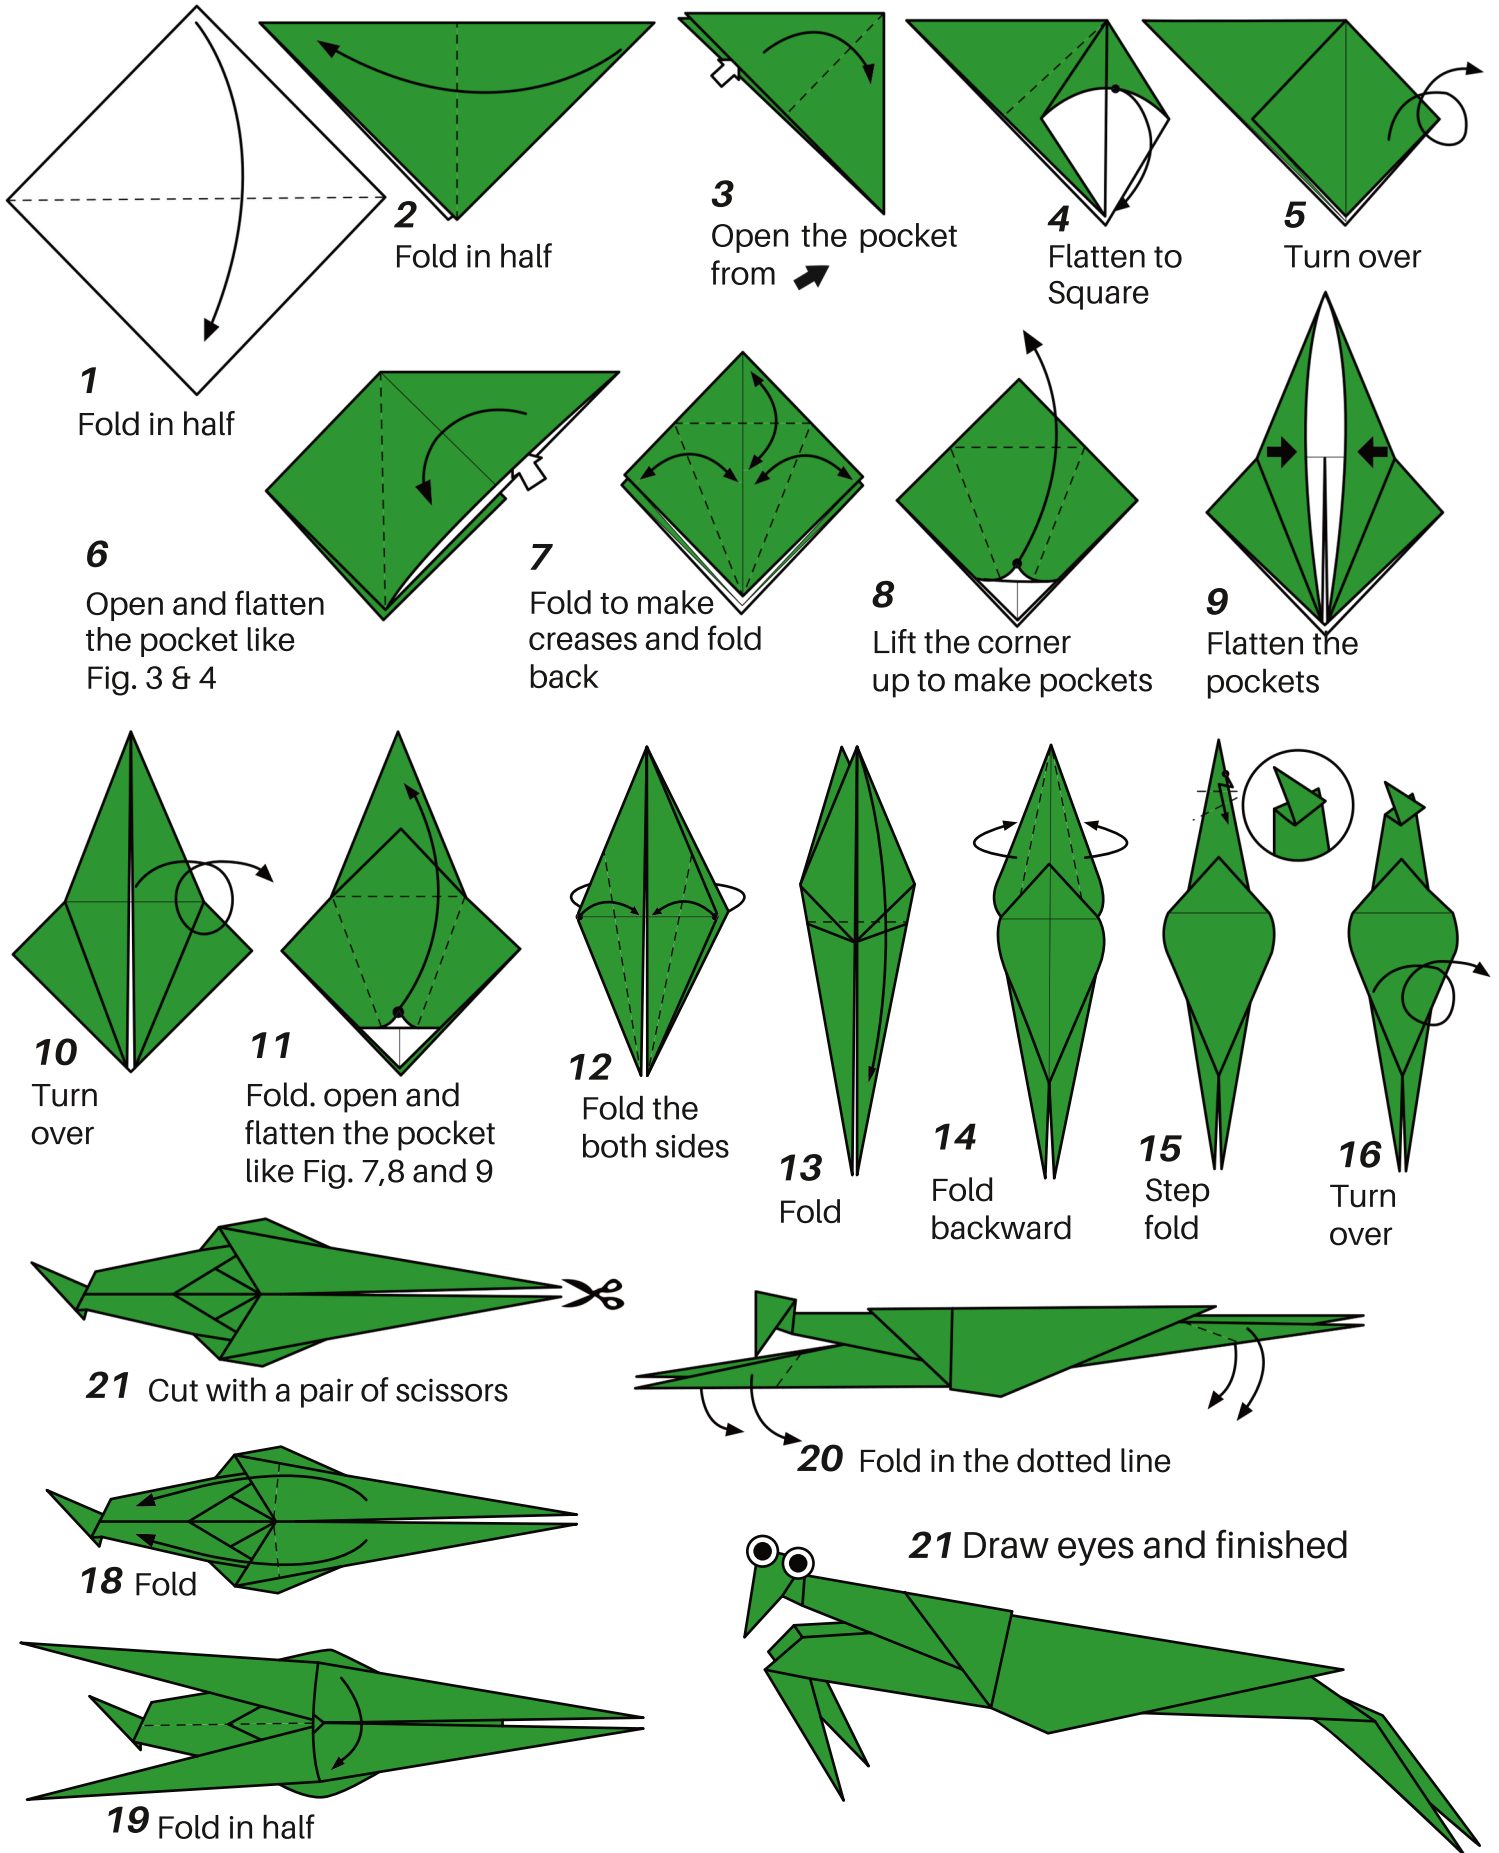 1
Fold in half
2
Fold in half
3
Open the pocket
from
4
Flatten to
Square
5
Turn over
6
Open and flatten
the pocket like
Fig. 3 & 4
7
Fold to make
creases and fold
back
8
Lift the corner
up to make pockets
9
Flatten the
pockets
10
Turn
over
11
Fold. open and
flatten the pocket
like Fig. 7,8 and 9
12
Fold the
both sides
13
Fold
14
Fold
backward
15
Step
fold
16
Turn
over
21 Cut with a pair of scissors
18 Fold
19 Fold in half
20 Fold in the dotted line
21 Draw eyes and finished